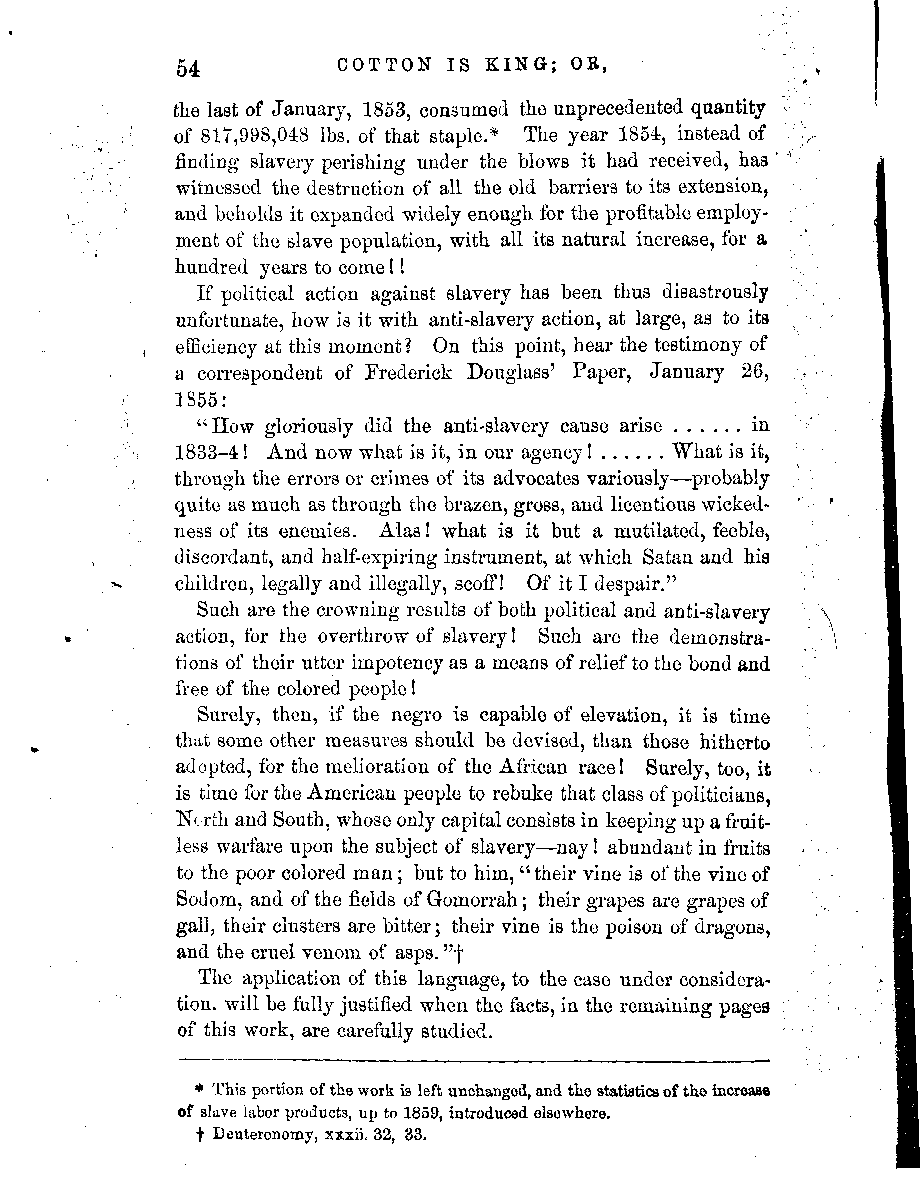 54 COTTON IS KING; OR,
the last of January, 1853, consumed the unprecedented quantity
of 817,998,048 lbs. of that staple.* The year 1854, instead of
finding slavery perishing under the blows it had received, has
witnessed the destruction of all the old barriers to its extension,
and beholds it expanded widely enough for the profitable employ-
ment of the slave population, with all its natural increase, for a
hundred years to come!!
If political action against slavery has been thus disastrously
unfortunate, how is it with anti-slavery action, at large, as to its
efficiency at this moment? On this point, hear the testimony of
a correspondent of Frederick Douglass' Paper, January 26,
1855:
"How gloriously did the anti-slavery cause arise ...... in
1833-4! And now what is it, in our agency! ...... What is it,
through the errors or crimes of its advocates variously—probably
quite as much as through the brazen, gross, and licentious wicked-
ness of its enemies. Alas! what is it but a mutilated, feeble,
discordant, and half-expiring instrument, at which Satan and his
children, legally and illegally, scoff! Of it I despair."
Such are the crowning results of both political and anti-slavery
action, for the overthrow of slavery! Such are the demonstra-
tions of their utter impotency as a means of relief to the bond and
free of the colored people!
Surely, then, if the negro is capable of elevation, it is time
that some other measures should be devised, than those hitherto
adopted, for the melioration of the African race! Surely, too, it
is time for the American people to rebuke that class of politicians,
North and South, whose only capital consists in keeping up a fruit-
less warfare upon the subject of slavery—nay! abundant in fruits
to the poor colored man; but to him, "their vine is of the vine of
Sodom, and of the fields of Gomorrah; their grapes are grapes of
gall, their clusters are bitter; their vine is the poison of dragons,
and the cruel venom of asps."†
The application of this language, to the case under considera-
tion. will be fully justified when the facts, in the remaining pages
of this work, are carefully studied.
* This portion of the work is left unchanged, and the statistics of the increase
of slave labor products, up to 1859, introduced elsewhere.
† Deuteronomy, xxxii. 32, 33.